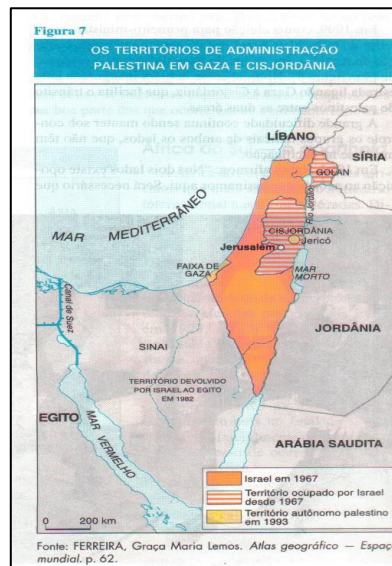 Figura 7
OS TERRITÓRIOS DE ADMINISTRAÇÃO
PALESTINA EM GAZA E CISJORDÂNIA
LÍBANO
SÍRIA
GOLAN
MAR MEDITERRÂNEO
Rio Jordão
CISJORDÂNIA
Jericó
Jerusalém
FAIXA DE
GAZA
MAR
MORTO
Canal de Suez
JORDÂNIA
SINAI
TERRITÓRIO DEVOLVIDO
POR ISRAEL AO EGITO
EM 1982
EGITO
MAR VERMELHO
ARÁBIA SAUDITA
Israel em 1967
Território ocupado por Israel
desde 1967
Território autônomo palestino
em 1993
0 200 km
Fonte: FERREIRA, Graça Maria Lemos. Atlas geográfico — Espaço
mundial. p. 62.